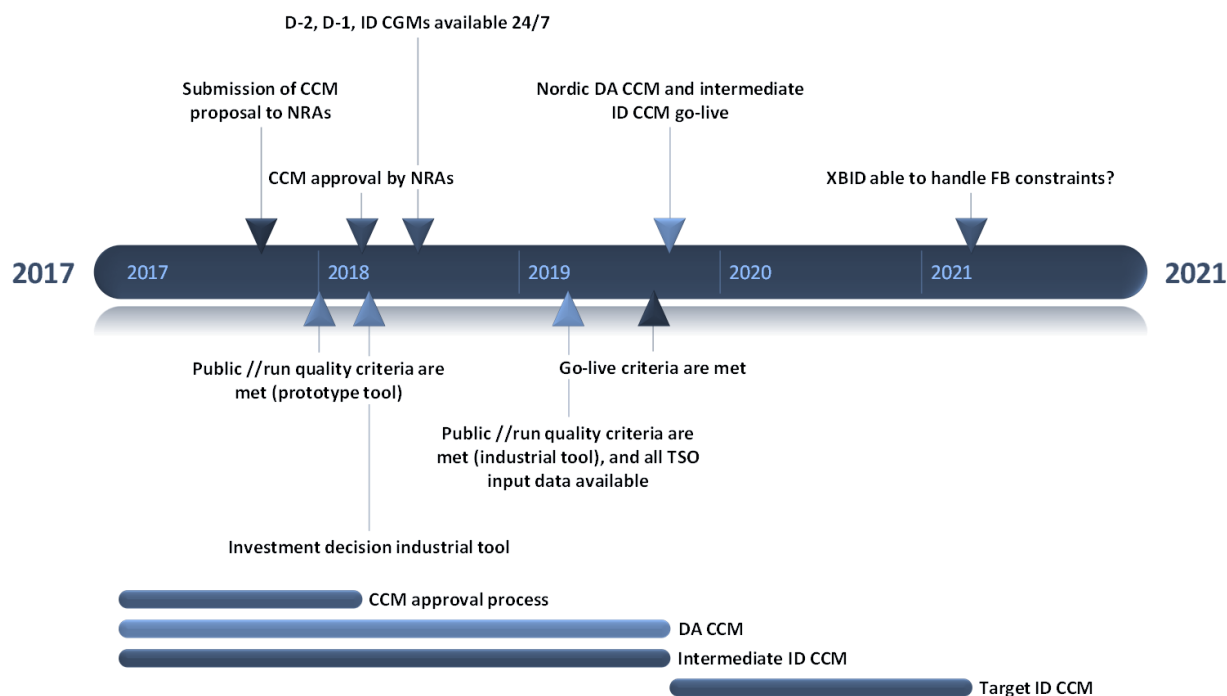 D-2, D-1, ID CGMs available 24/7
Submission of CCM
proposal to NRAs
Nordic DA CCM and intermediate
ID CCM go-live
CCM approval by NRAs
XBID able to handle FB constraints?
2017
2017
2018
2019
2020
2021
2021
Public //run quality criteria are
met (prototype tool)
Go-live criteria are met
Public //run quality criteria are
met (industrial tool), and all TSO
input data available
Investment decision industrial tool
CCM approval process
DA CCM
Intermediate ID CCM
Target ID CCM